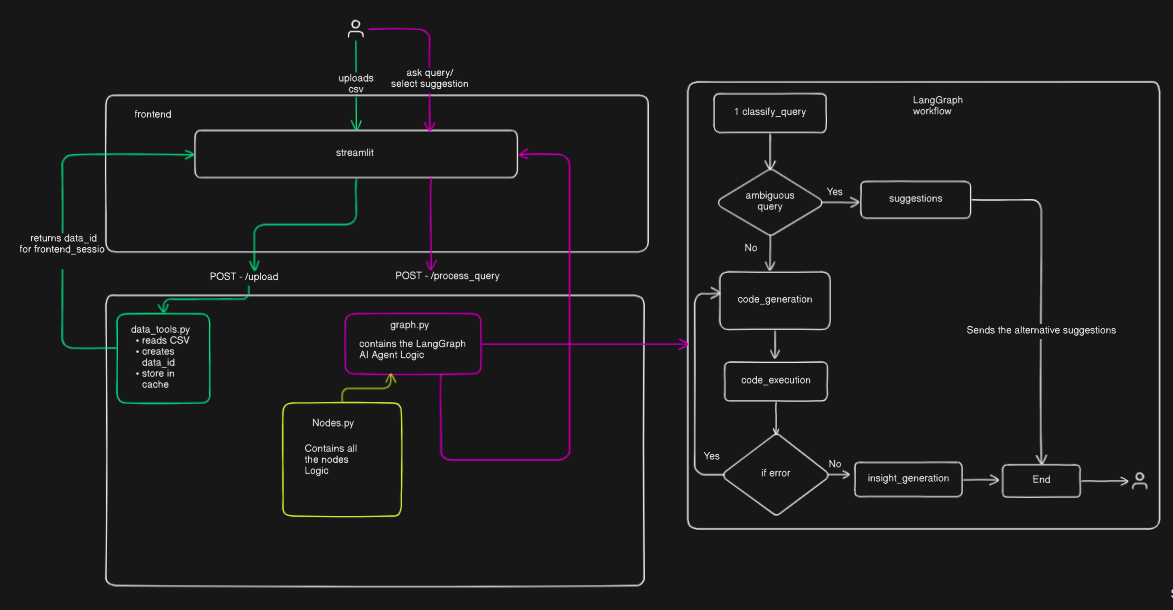 uploads
csv
ask query/
select suggestion
frontend
streamlit
returns data_id
for frontend_sessio
POST - /upload
POST - /process_query
data_tools.py
• reads CSV
• creates
data_id
• store in
cache
graph.py
contains the LangGraph
AI Agent Logic
Nodes.py
Contains all
the nodes
Logic
LangGraph
workflow
1 classify_query
ambiguous
query
Yes
suggestions
No
code_generation
Sends the alternative suggestions
code_execution
Yes
if error
No
insight_generation
End